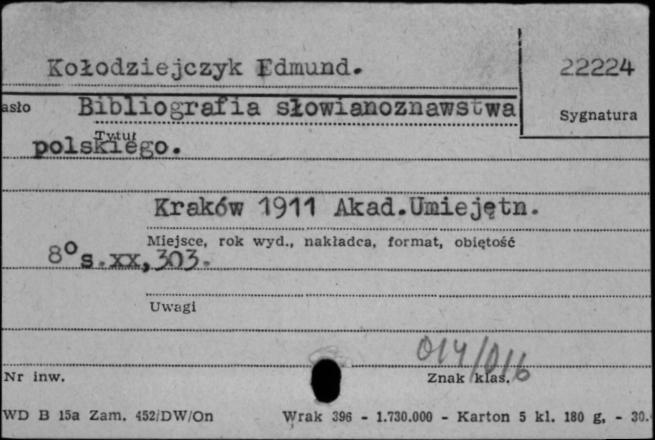 Kołodziejczyk Edmund.
22224
asło Bibliografia słowianoznawstwa
Sygnatura
Tytuł
polskiego.
Kraków 1911 Akad.Umiejętn.
Miejsce, rok wyd., nakładca, format, obiętość
8° s.xx,303.
Uwagi
014/016
Nr inw.
Znak klas.
WD B 15a Zam. 452/DW/On Wrak 396 - 1.730.000 - Karton 5 kl. 180 g. - 30.